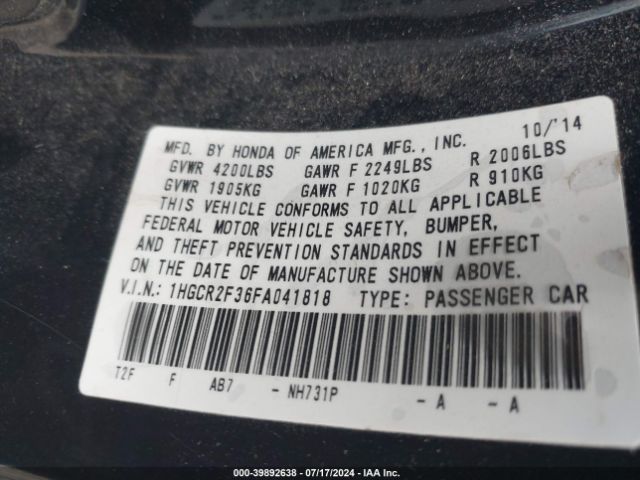 MFD. BY HONDA OF AMERICA MFG., INC. 10/'14
GVWR 4200LBS GAWR F 2249LBS R 2006LBS
GVWR 1905KG GAWR F 1020KG R 910KG
THIS VEHICLE CONFORMS TO ALL APPLICABLE
FEDERAL MOTOR VEHICLE SAFETY, BUMPER,
AND THEFT PREVENTION STANDARDS IN EFFECT
ON THE DATE OF MANUFACTURE SHOWN ABOVE.
V.I.N.: 1HGCR2F36FA041818 TYPE: PASSENGER CAR
T2F F AB7 - NH731P - A - A
000-39892638 - 07/17/2024 - IAA Inc.